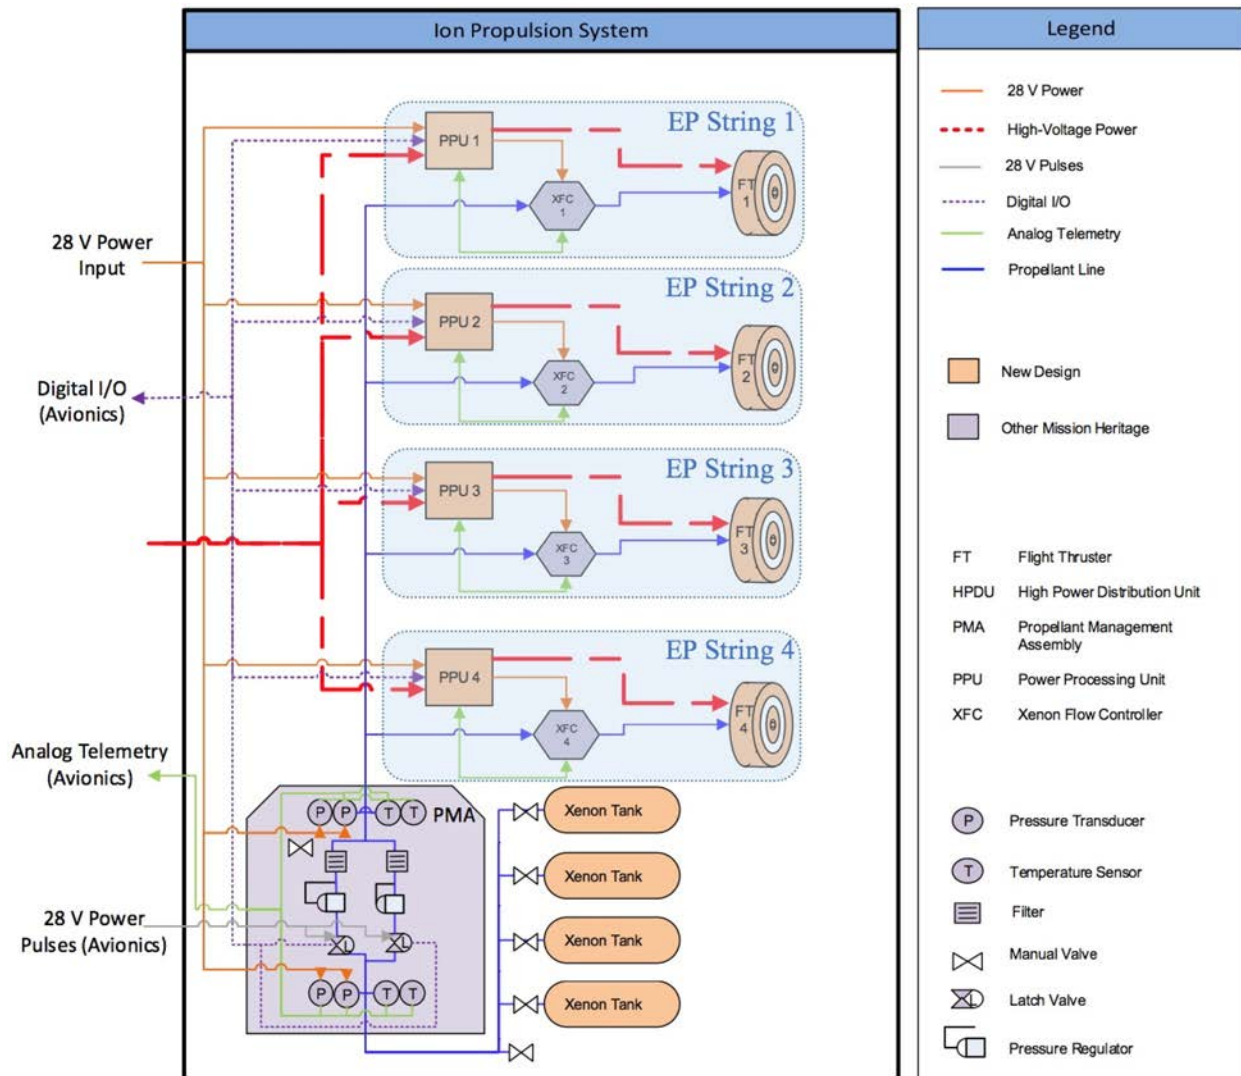 Ion Propulsion System
EP String 1
PPU 1
XFC
1
FT
1
28 V Power
Input
EP String 2
PPU 2
XFC
2
FT
2
Digital I/O
(Avionics)
EP String 3
PPU 3
XFC
3
FT
3
EP String 4
PPU 4
XFC
4
FT
4
Analog Telemetry
(Avionics)
P
P
T
T
PMA
28 V Power
Pulses (Avionics)
L
L
P
P
T
T
Xenon Tank
Xenon Tank
Xenon Tank
Xenon Tank
Legend
28 V Power
High-Voltage Power
28 V Pulses
Digital I/O
Analog Telemetry
Propellant Line
New Design
Other Mission Heritage
FT Flight Thruster
HPDU High Power Distribution Unit
PMA Propellant Management
Assembly
PPU Power Processing Unit
XFC Xenon Flow Controller
P Pressure Transducer
T Temperature Sensor
Filter
Manual Valve
L Latch Valve
Pressure Regulator